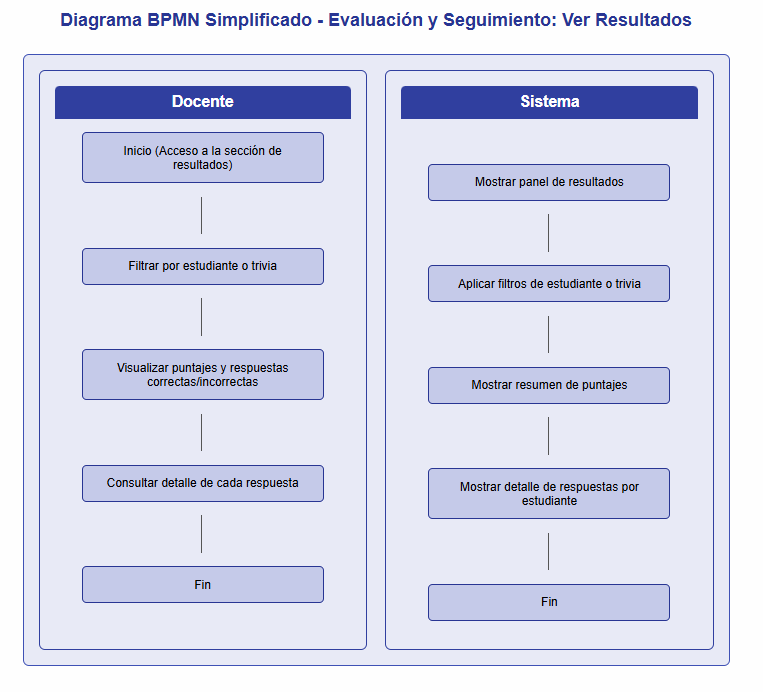 Diagrama BPMN Simplificado - Evaluación y Seguimiento: Ver Resultados
Docente
Inicio (Acceso a la sección de
resultados)
Filtrar por estudiante o trivia
Visualizar puntajes y respuestas
correctas/incorrectas
Consultar detalle de cada respuesta
Fin
Sistema
Mostrar panel de resultados
Aplicar filtros de estudiante o trivia
Mostrar resumen de puntajes
Mostrar detalle de respuestas por
estudiante
Fin